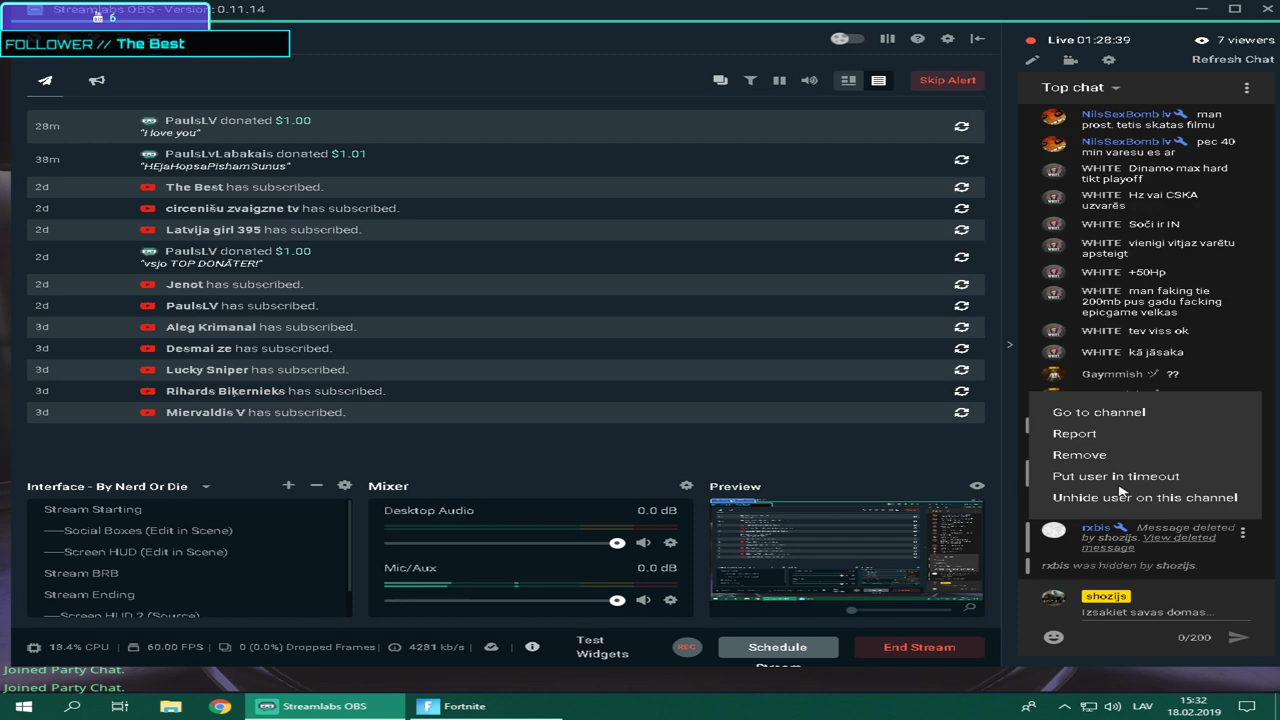 Streamlabs OBS - Version: 0.11.14
6
FOLLOWER // The Best
Live 01:28:39
7 viewers
Refresh Chat
Skip Alert
Top chat
28m
PaulsLV donated $1.00
"I love you"
38m
PaulsLvLabakais donated $1.01
"HEjaHopsaPishamSunus"
2d
The Best has subscribed.
2d
circenišu zvaigzne tv has subscribed.
2d
Latvija girl 395 has subscribed.
2d
PaulsLV donated $1.00
"vsjo TOP DONĀTER!"
2d
Jenot has subscribed.
2d
PaulsLV has subscribed.
3d
Aleg Krimanal has subscribed.
3d
Desmai ze has subscribed.
3d
Lucky Sniper has subscribed.
3d
Rihards Biķernieks has subscribed.
3d
Miervaldis V has subscribed.
NilsSexBomb lv man
prost. tetis skatas filmu
NilsSexBomb lv pec 40
min varesu es ar
WHITE Dinamo max hard
tikt playoff
WHITE Hz vai CSKA
uzvarēs
WHITE Soči ir IN
WHITE vienigi vitjaz varētu
apsteigt
WHITE +50Hp
WHITE man faking tie
200mb pus gadu facking
epicgame velkas
WHITE tev viss ok
WHITE kā jāsaka
Gaymmish ヅ ??
Go to channel
Report
Remove
Put user in timeout
Unhide user on this channel
rxbis Message deleted
by shozijs. View deleted
message
rxbis was hidden by shozijs.
shozijs
Izsakiet savas domas...
0/200
Interface - By Nerd Or Die
Stream Starting
——Social Boxes (Edit in Scene)
——Screen HUD (Edit in Scene)
Stream BRB
Stream Ending
——Screen HUD 2 (Source)
Mixer
Desktop Audio
0.0 dB
Mic/Aux
0.0 dB
Preview
18.4% CPU
60.00 FPS
0 (0.0%) Dropped Frames
4281 kb/s
Test
Widgets
REC
Schedule
Stream
End Stream
Joined Party Chat.
Joined Party Chat.
Streamlabs OBS
Fortnite
LAV
15:32
18.02.2019